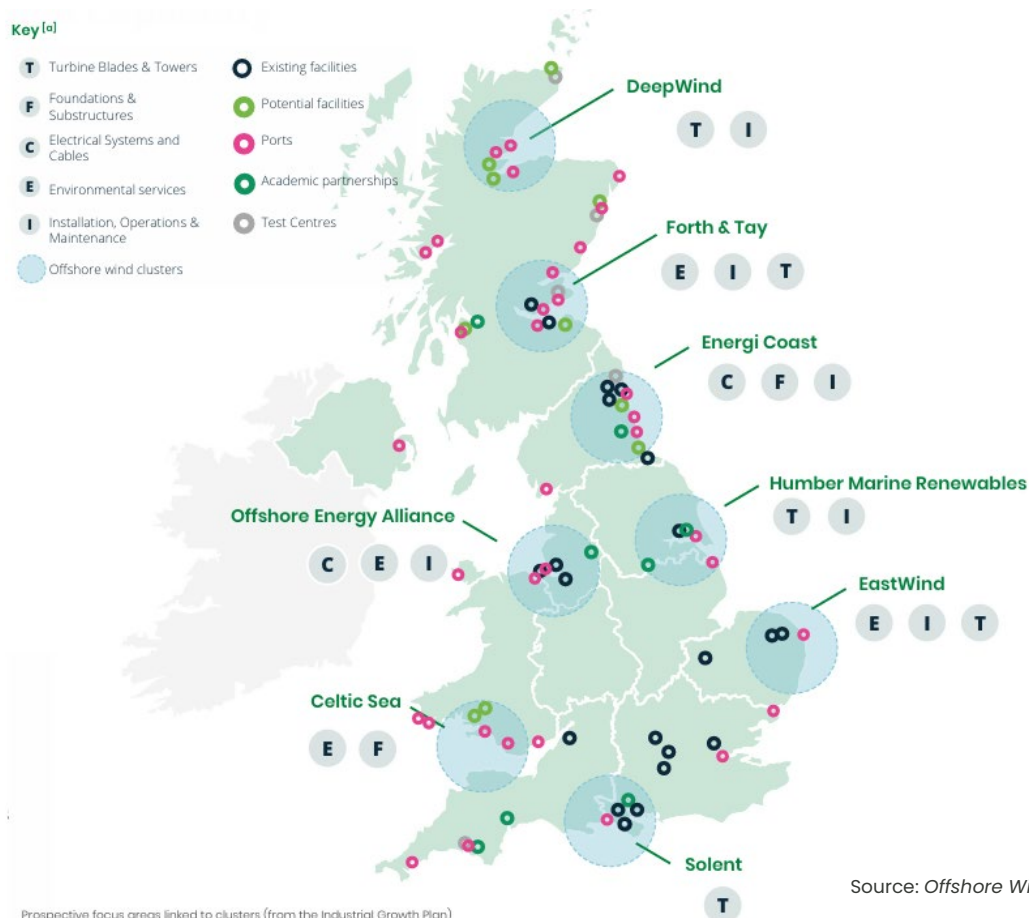 Key [a]
T Turbine Blades & Towers
F Foundations &
Substructures
C Electrical Systems and
Cables
E Environmental services
I Installation, Operations &
Maintenance
Offshore wind clusters
Existing facilities
Potential facilities
Ports
Academic partnerships
Test Centres
DeepWind
T I
Forth & Tay
E I T
Energi Coast
C F I
Humber Marine Renewables
T I
Offshore Energy Alliance
C E I
EastWind
E I T
Celtic Sea
E F
Solent
T
Source: Offshore
Prospective focus areas linked to clusters (from the Industrial Growth Plan)